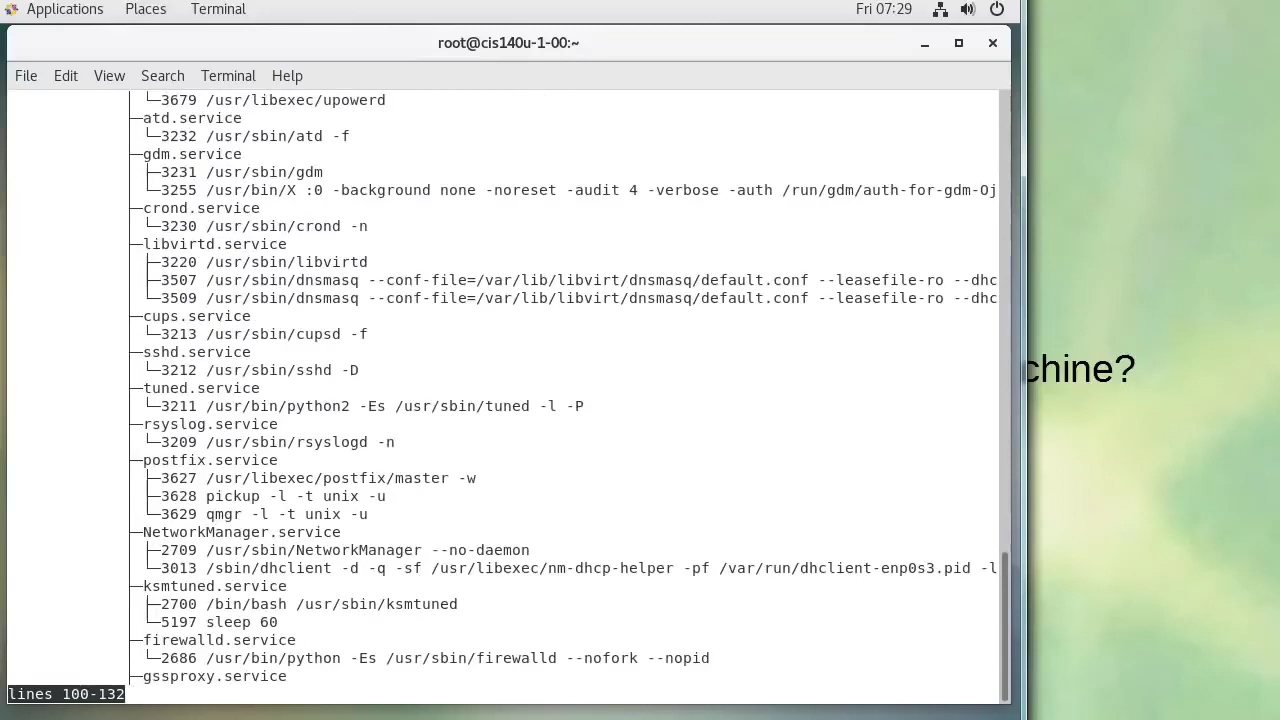 Applications Places Terminal Fri 07:29
root@cis140u-1-00:~
File Edit View Search Terminal Help
└─3679 /usr/libexec/upowerd
├─atd.service
│ └─3232 /usr/sbin/atd -f
├─gdm.service
│ ├─3231 /usr/sbin/gdm
│ └─3255 /usr/bin/X :0 -background none -noreset -audit 4 -verbose -auth /run/gdm/auth-for-gdm-Oj
├─crond.service
│ └─3230 /usr/sbin/crond -n
├─libvirtd.service
│ ├─3220 /usr/sbin/libvirtd
│ ├─3507 /usr/sbin/dnsmasq --conf-file=/var/lib/libvirt/dnsmasq/default.conf --leasefile-ro --dhc
│ └─3509 /usr/sbin/dnsmasq --conf-file=/var/lib/libvirt/dnsmasq/default.conf --leasefile-ro --dhc
├─cups.service
│ └─3213 /usr/sbin/cupsd -f
├─sshd.service
│ └─3212 /usr/sbin/sshd -D
├─tuned.service
│ └─3211 /usr/bin/python2 -Es /usr/sbin/tuned -l -P
├─rsyslog.service
│ └─3209 /usr/sbin/rsyslogd -n
├─postfix.service
│ ├─3627 /usr/libexec/postfix/master -w
│ ├─3628 pickup -l -t unix -u
│ └─3629 qmgr -l -t unix -u
├─NetworkManager.service
│ ├─2709 /usr/sbin/NetworkManager --no-daemon
│ └─3013 /sbin/dhclient -d -q -sf /usr/libexec/nm-dhcp-helper -pf /var/run/dhclient-enp0s3.pid -l
├─ksmtuned.service
│ ├─2700 /bin/bash /usr/sbin/ksmtuned
│ └─5197 sleep 60
├─firewalld.service
│ └─2686 /usr/bin/python -Es /usr/sbin/firewalld --nofork --nopid
├─gssproxy.service
lines 100-132
chine?